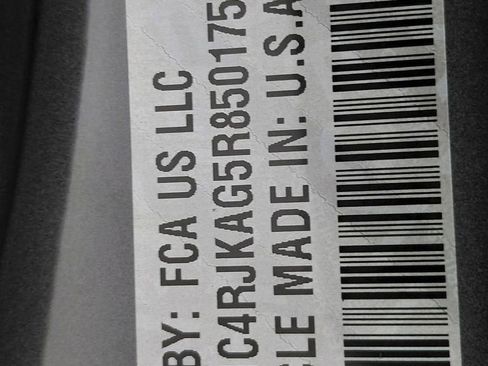 BY: FCA US LLC
C4RJKAG5R850175
CLE MADE IN: U.S.A